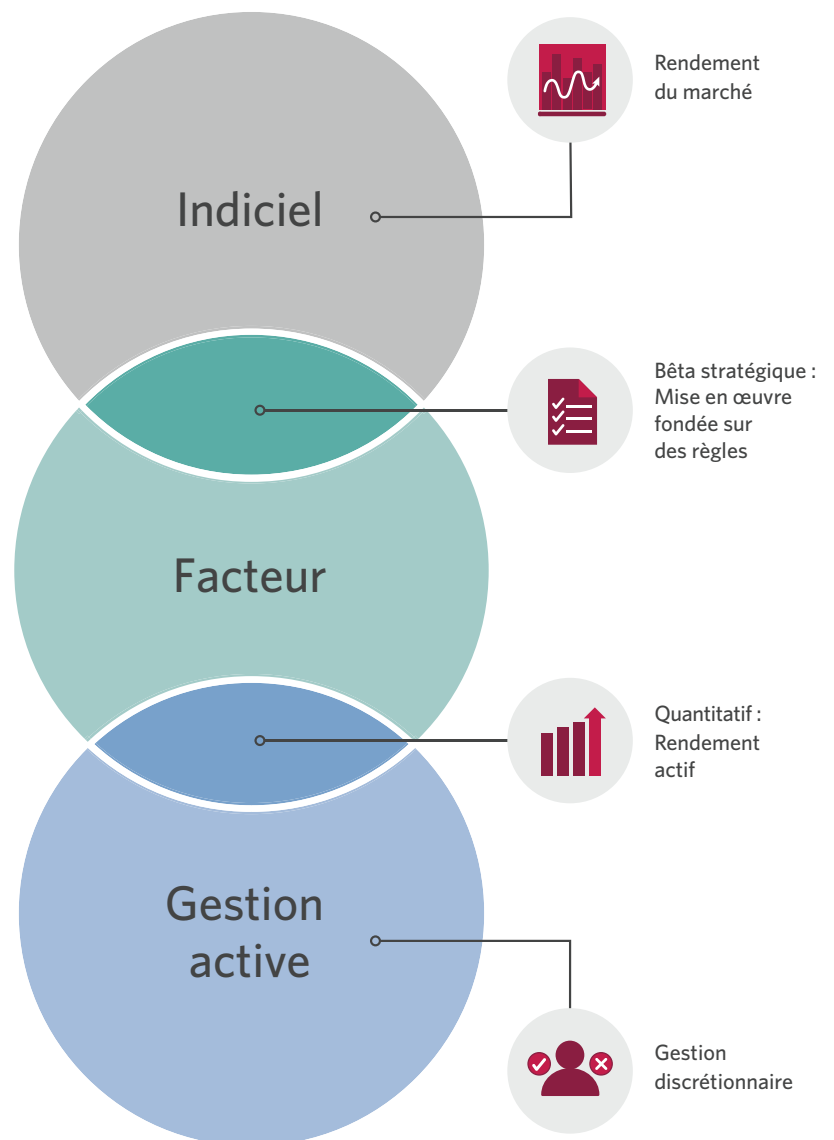 Rendement
du marché
Indiciel
Bêta stratégique :
Mise en œuvre
fondée sur
des règles
Facteur
Quantitatif :
Rendement
actif
Gestion
active
Gestion
discrétionnaire